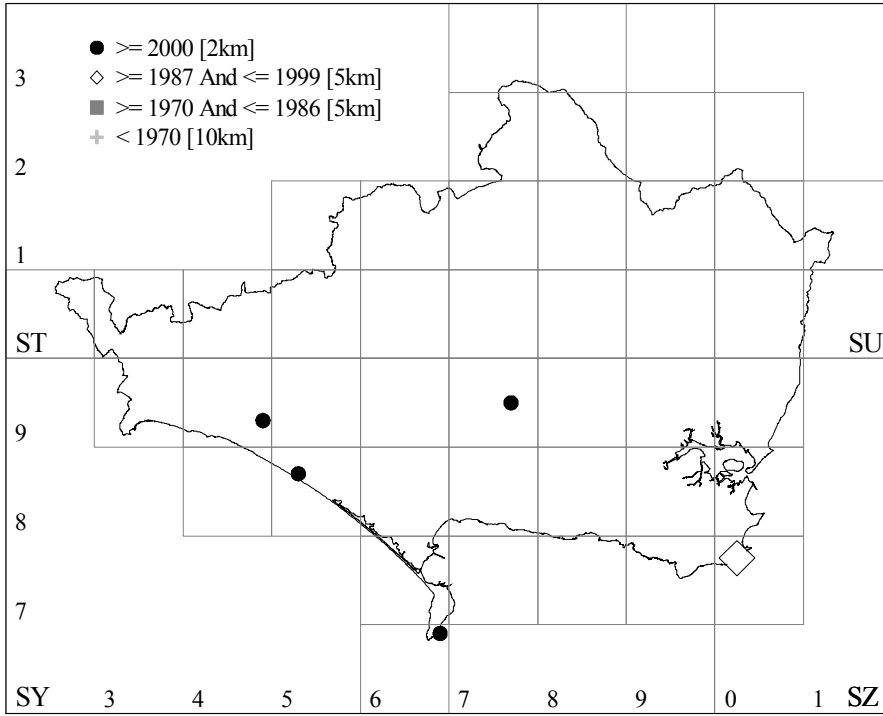 >= 2000 [2km]
>= 1987 And <= 1999 [5km]
>= 1970 And <= 1986 [5km]
< 1970 [10km]
3
2
1
ST SU
9
8
7
SY 3 4 5 6 7 8 9 0 1 SZ